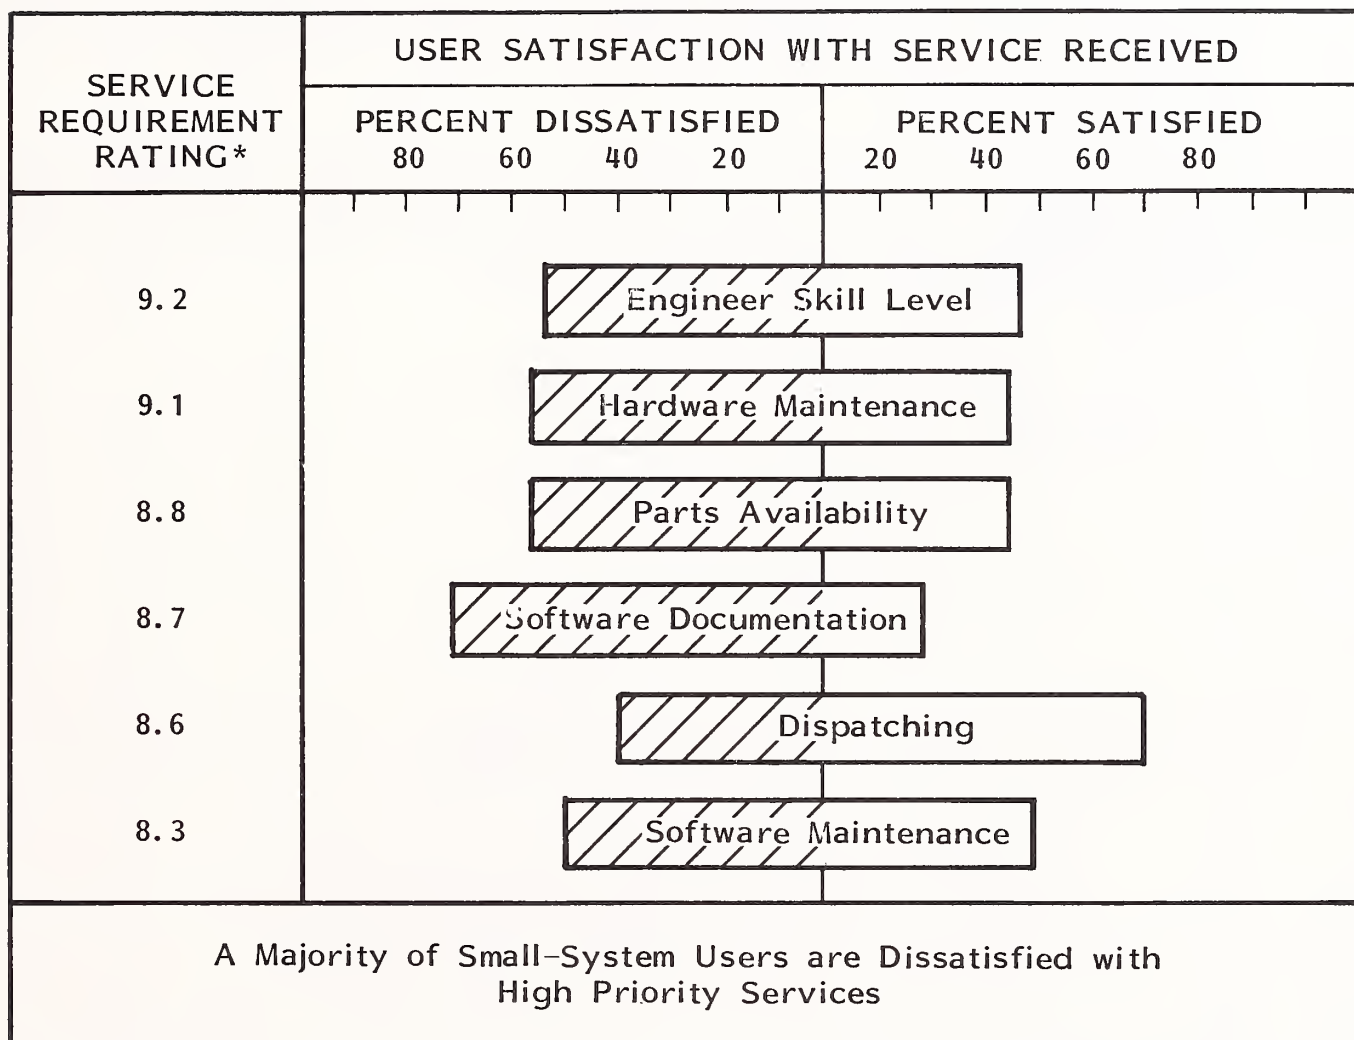 USER SATISFACTION WITH SERVICE RECEIVED
SERVICE
REQUIREMENT
RATING*
PERCENT DISSATISFIED
80 60 40 20
PERCENT SATISFIED
20 40 60 80
9.2
Engineer Skill Level
9.1
Hardware Maintenance
8.8
Parts Availability
8.7
Software Documentation
8.6
Dispatching
8.3
Software Maintenance
A Majority of Small-System Users are Dissatisfied with
High Priority Services